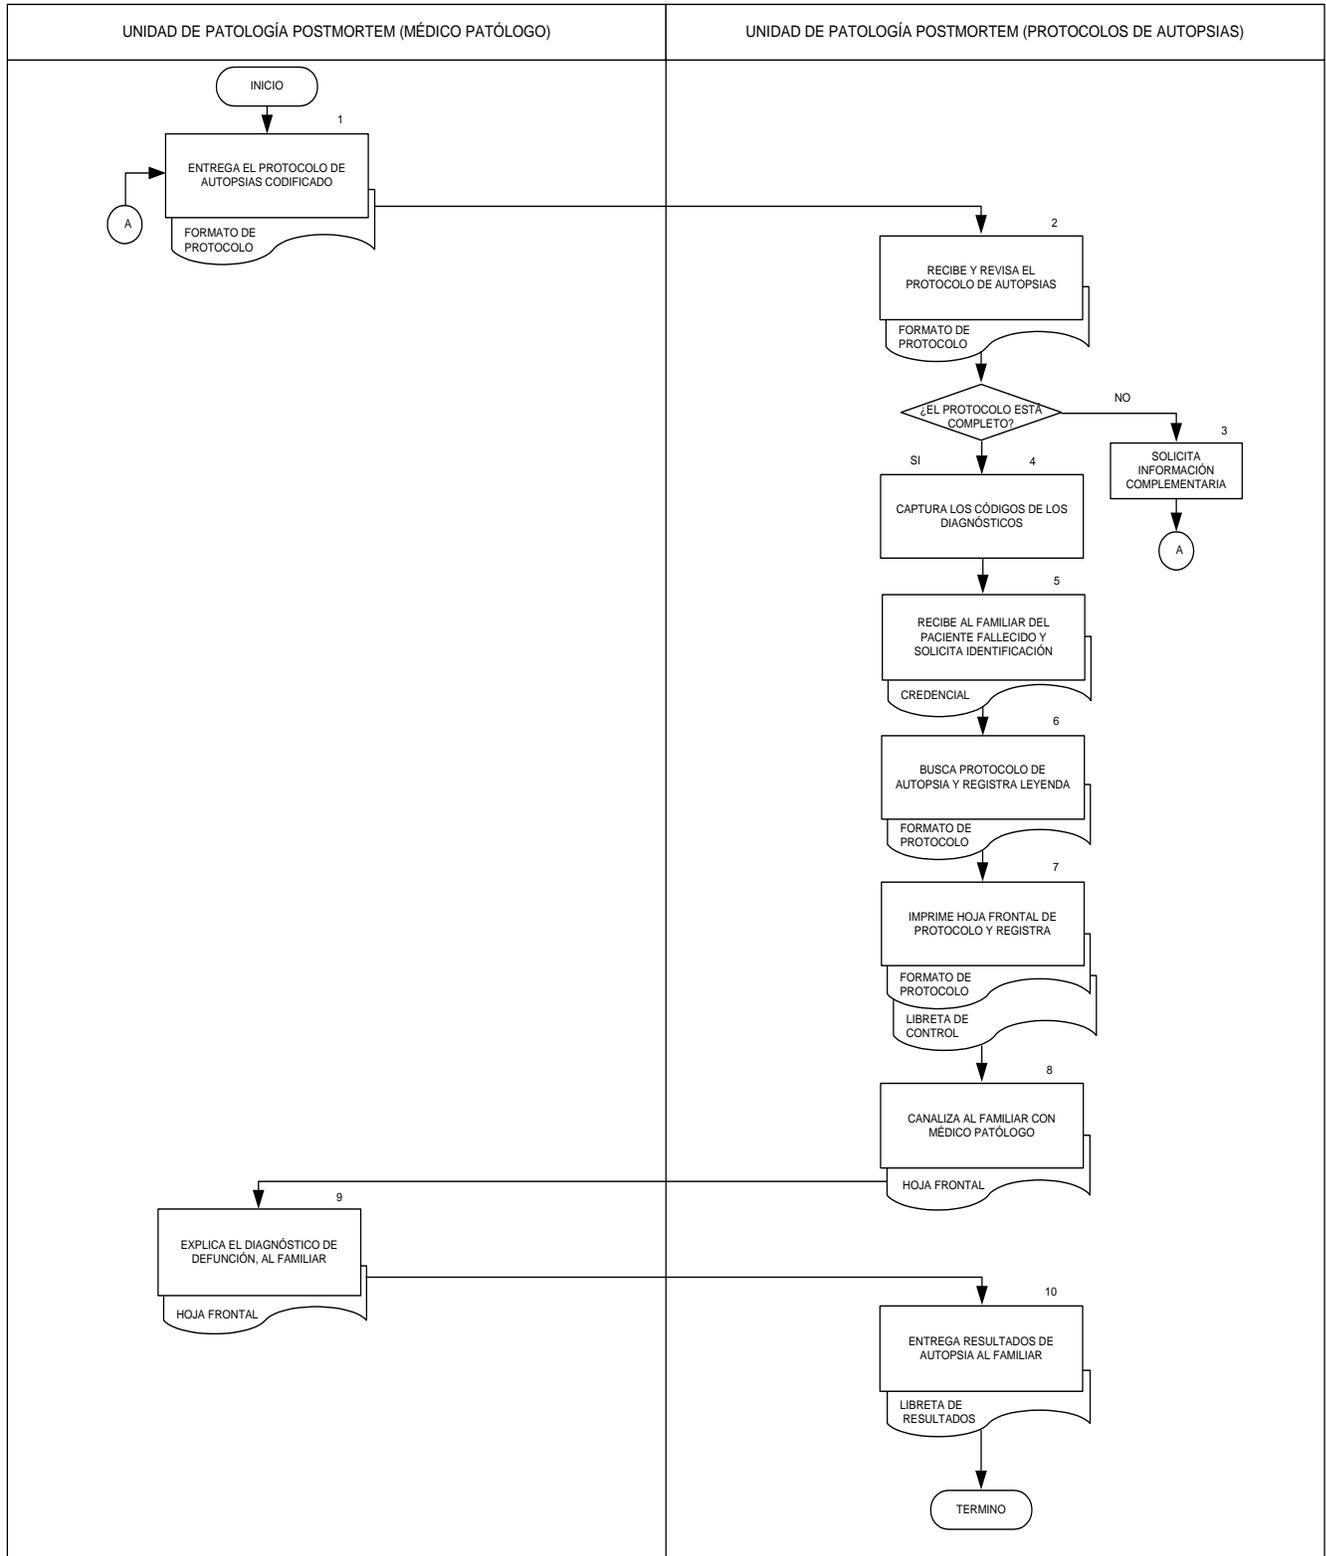 UNIDAD DE PATOLOGÍA POSTMORTEM (MÉDICO PATÓLOGO)
UNIDAD DE PATOLOGÍA POSTMORTEM (PROTOCOLOS DE AUTOPSIAS)
INICIO
1
ENTREGA EL PROTOCOLO DE
AUTOPSIAS CODIFICADO
A
FORMATO DE
PROTOCOLO
2
RECIBE Y REVISA EL
PROTOCOLO DE AUTOPSIAS
FORMATO DE
PROTOCOLO
¿EL PROTOCOLO ESTÁ
COMPLETO?
NO
3
SOLICITA
INFORMACIÓN
COMPLEMENTARIA
A
SI
4
CAPTURA LOS CÓDIGOS DE LOS
DIAGNÓSTICOS
5
RECIBE AL FAMILIAR DEL
PACIENTE FALLECIDO Y
SOLICITA IDENTIFICACIÓN
CREDENCIAL
6
BUSCA PROTOCOLO DE
AUTOPSIA Y REGISTRA LEYENDA
FORMATO DE
PROTOCOLO
7
IMPRIME HOJA FRONTAL DE
PROTOCOLO Y REGISTRA
FORMATO DE
PROTOCOLO
LIBRETA DE
CONTROL
8
CANALIZA AL FAMILIAR CON
MÉDICO PATÓLOGO
HOJA FRONTAL
9
EXPLICA EL DIAGNÓSTICO DE
DEFUNCIÓN, AL FAMILIAR
HOJA FRONTAL
10
ENTREGA RESULTADOS DE
AUTOPSIA AL FAMILIAR
LIBRETA DE
RESULTADOS
TERMINO